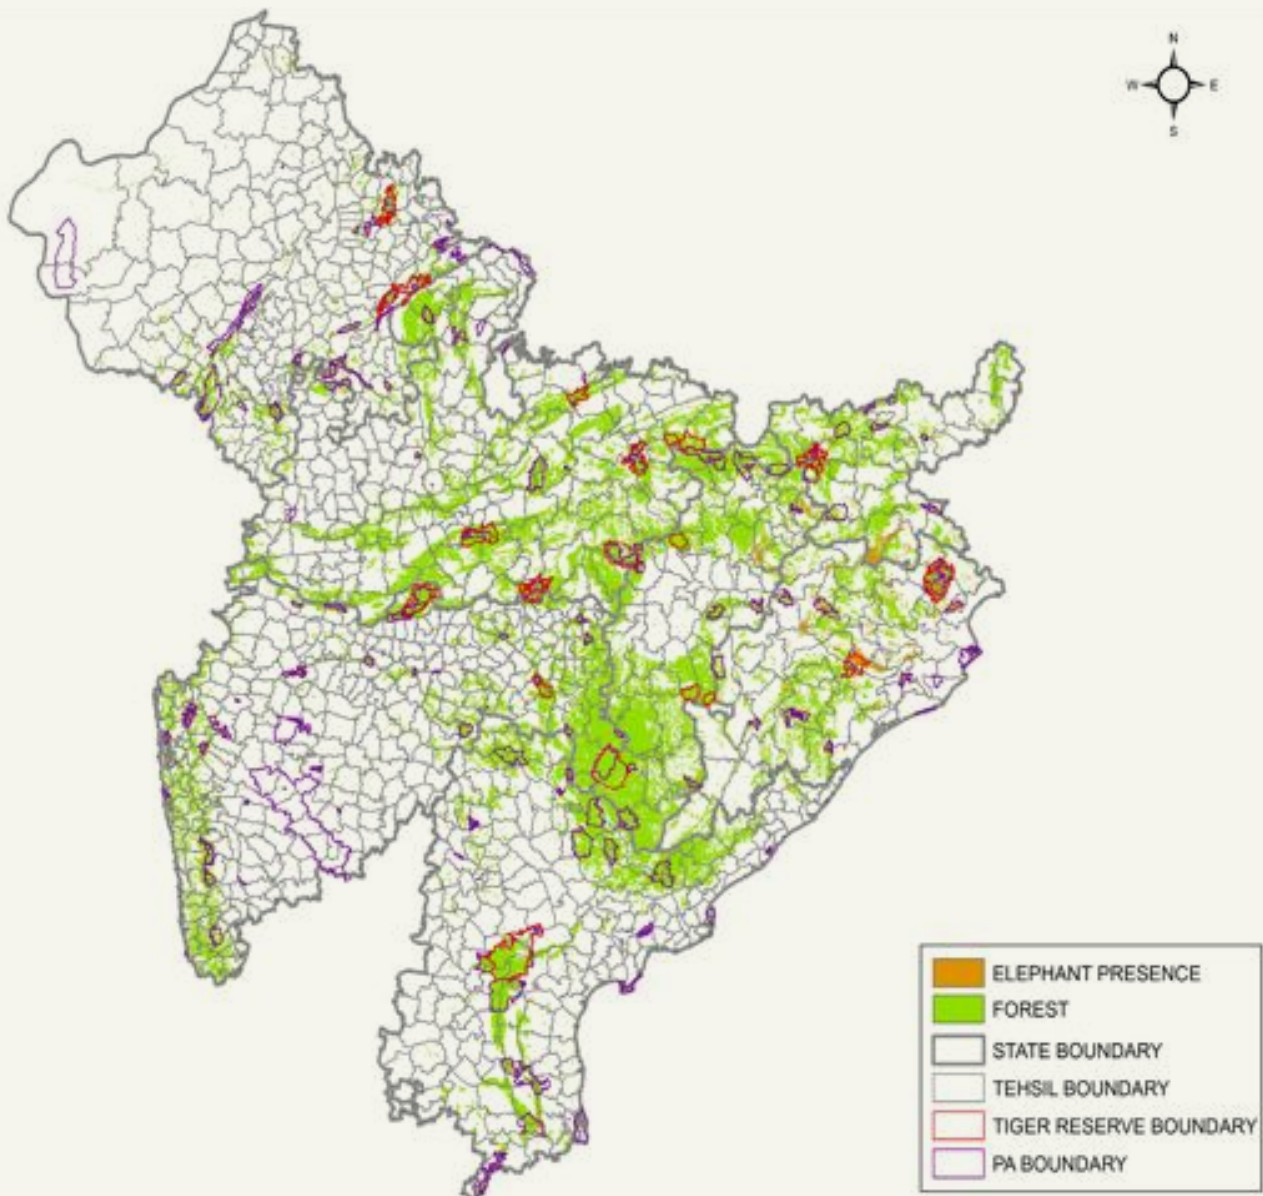 N
W E
S
ELEPHANT PRESENCE
FOREST
STATE BOUNDARY
TEHSIL BOUNDARY
TIGER RESERVE BOUNDARY
PA BOUNDARY